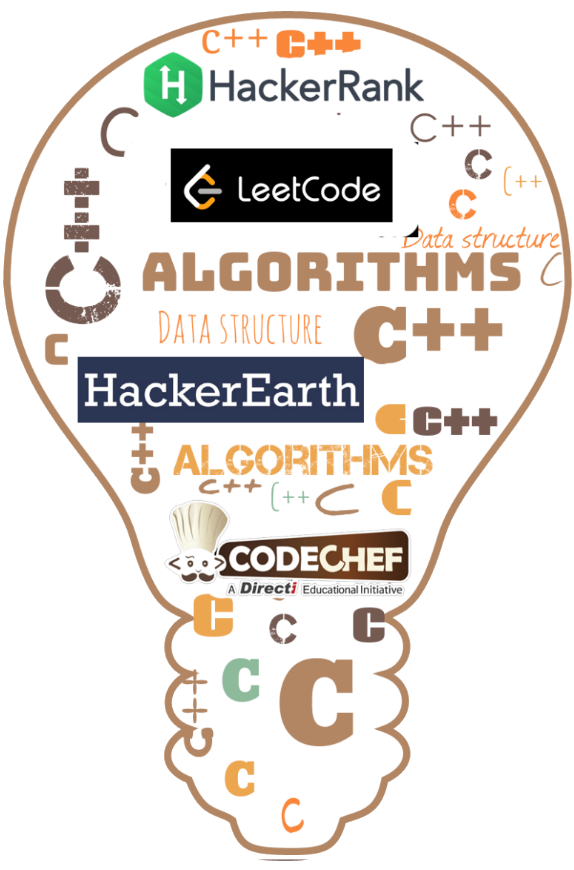 C++ C++
HackerRank
C
C++
C
C++
LeetCode
C
C++
Data structure
ALGORITHMS
C
DATA STRUCTURE
C++
C
HackerEarth
C
C++
C++
ALGORITHMS
C++
C++
C
C
CODECHEF
A Directi Educational Initiative
C
C
C
C
C
C++
C
C